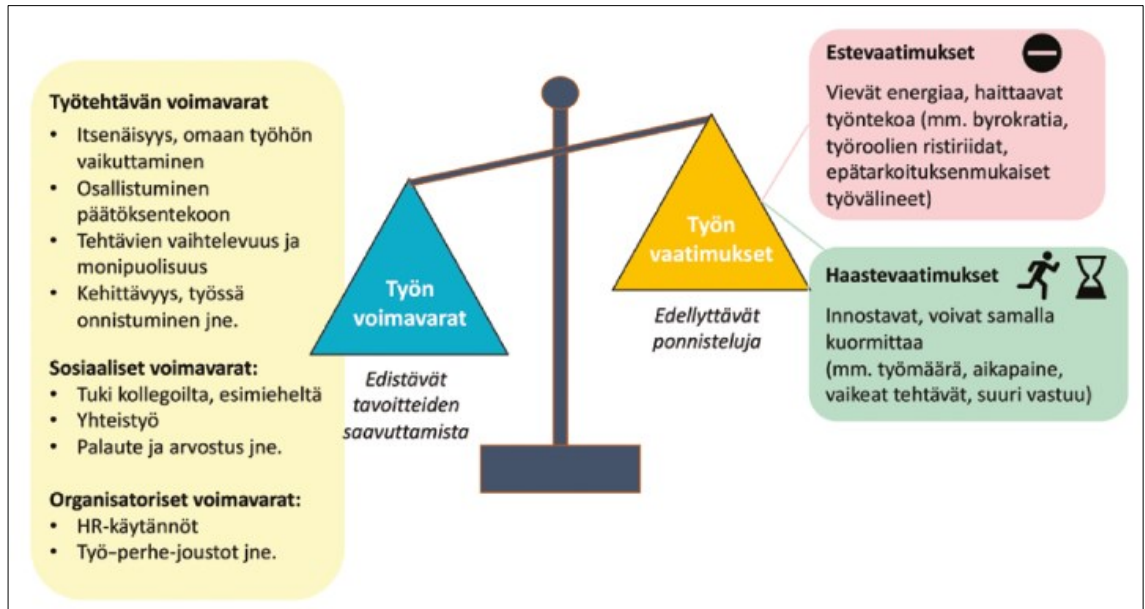 Työtehtävän voimavarat
• Itsenäisyys, omaan työhön
vaikuttaminen
• Osallistuminen
päätöksentekoon
• Tehtävien vaihtelevuus ja
monipuolisuus
• Kehittävyys, työssä
onnistuminen jne.
Sosiaaliset voimavarat:
• Tuki kollegoilta, esimieheltä
• Yhteistyö
• Palaute ja arvostus jne.
Organisatoriset voimavarat:
• HR-käytännöt
• Työ–perhe-joustot jne.
Työn
voimavarat
Edistävät
tavoitteiden
saavuttamista
Työn
vaatimukset
Edellyttävät
ponnisteluja
Estevaatimukset
Vievät energiaa, haittaavat
työntekoa (mm. byrokratia,
työroolien ristiriidat,
epätarkoituksenmukaiset
työvälineet)
Haastevaatimukset
Innostavat, voivat samalla
kuormittaa
(mm. työmäärä, aikapaine,
vaikeat tehtävät, suuri vastuu)